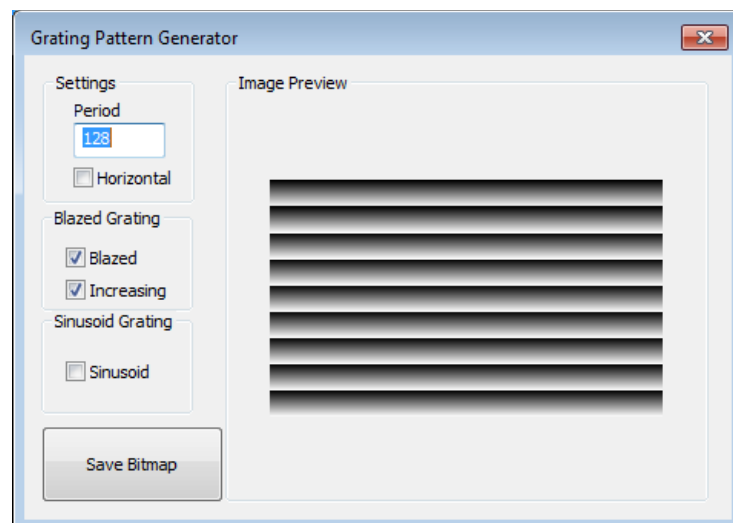 Grating Pattern Generator
Settings
Period
128
Horizontal
Blazed Grating
Blazed
Increasing
Sinusoid Grating
Sinusoid
Save Bitmap
Image Preview